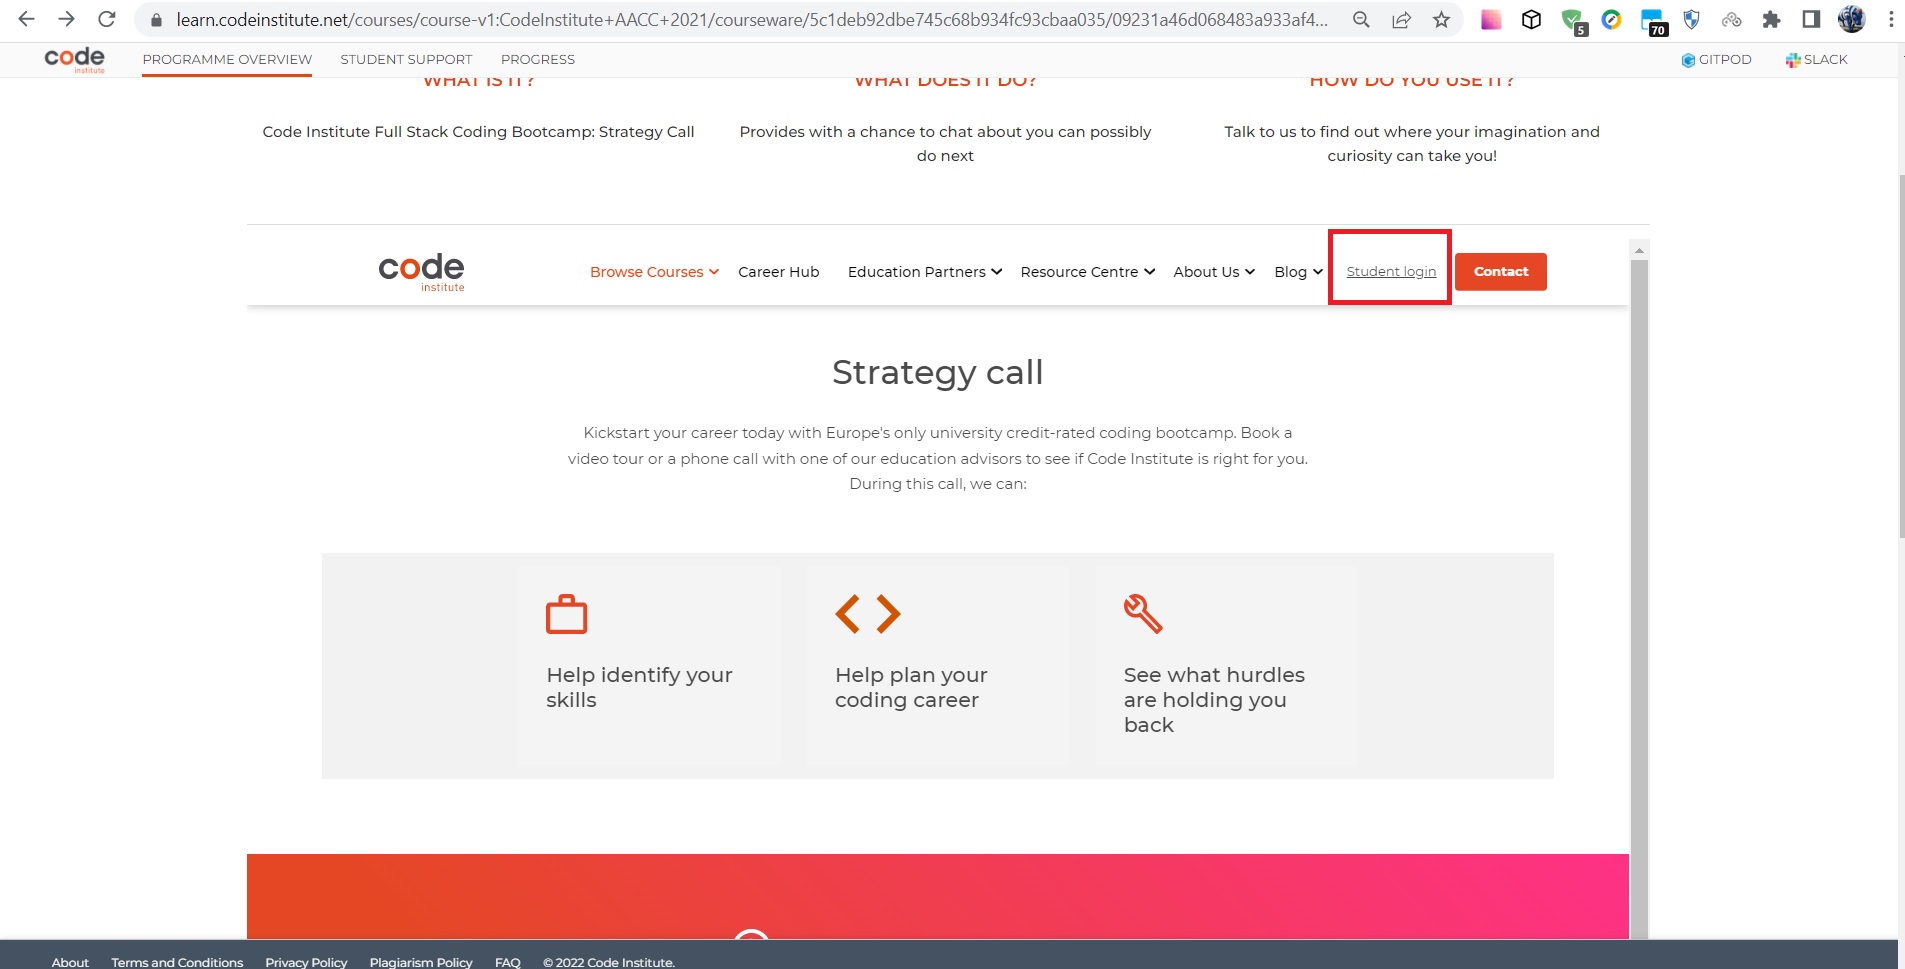 learn.codeinstitute.net/courses/course-v1:CodeInstitute+AACC+2021/courseware/5c1deb92dbe745c68b934fc93cbaa035/09231a46d068483a933af4...
5
70
code
institute
PROGRAMME OVERVIEW
STUDENT SUPPORT
PROGRESS
GITPOD
SLACK
WHAT IS IT?
WHAT DOES IT DO?
HOW DO YOU USE IT?
Code Institute Full Stack Coding Bootcamp: Strategy Call
Provides with a chance to chat about you can possibly
do next
Talk to us to find out where your imagination and
curiosity can take you!
code
institute
Browse Courses
Career Hub
Education Partners
Resource Centre
About Us
Blog
Student login
Contact
Strategy call
Kickstart your career today with Europe's only university credit-rated coding bootcamp. Book a
video tour or a phone call with one of our education advisors to see if Code Institute is right for you.
During this call, we can:
Help identify your
skills
Help plan your
coding career
See what hurdles
are holding you
back
About
Terms and Conditions
Privacy Policy
Plagiarism Policy
FAQ
© 2022 Code Institute.